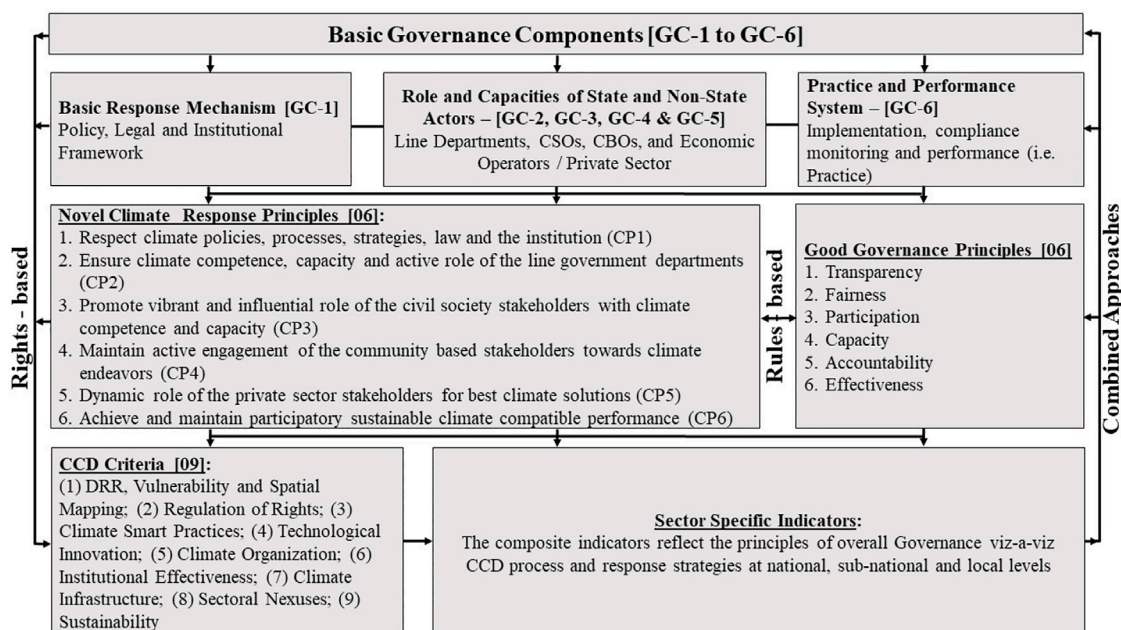 Basic Governance Components [GC-1 to GC-6]
Basic Response Mechanism [GC-1]
Policy, Legal and Institutional
Framework
Role and Capacities of State and Non-State
Actors – [GC-2, GC-3, GC-4 & GC-5]
Line Departments, CSOs, CBOs, and Economic
Operators / Private Sector
Practice and Performance
System – [GC-6]
Implementation, compliance
monitoring and performance (i.e.
Practice)
Rights - based
Novel Climate Response Principles [06]:
1. Respect climate policies, processes, strategies, law and the institution (CP1)
2. Ensure climate competence, capacity and active role of the line government departments
(CP2)
3. Promote vibrant and influential role of the civil society stakeholders with climate
competence and capacity (CP3)
4. Maintain active engagement of the community based stakeholders towards climate
endeavors (CP4)
5. Dynamic role of the private sector stakeholders for best climate solutions (CP5)
6. Achieve and maintain participatory sustainable climate compatible performance (CP6)
Rules - based
Good Governance Principles [06]
1. Transparency
2. Fairness
3. Participation
4. Capacity
5. Accountability
6. Effectiveness
Combined Approaches
CCD Criteria [09]:
(1) DRR, Vulnerability and Spatial
Mapping; (2) Regulation of Rights; (3)
Climate Smart Practices; (4) Technological
Innovation; (5) Climate Organization; (6)
Institutional Effectiveness; (7) Climate
Infrastructure; (8) Sectoral Nexuses; (9)
Sustainability
Sector Specific Indicators:
The composite indicators reflect the principles of overall Governance viz-a-viz
CCD process and response strategies at national, sub-national and local levels